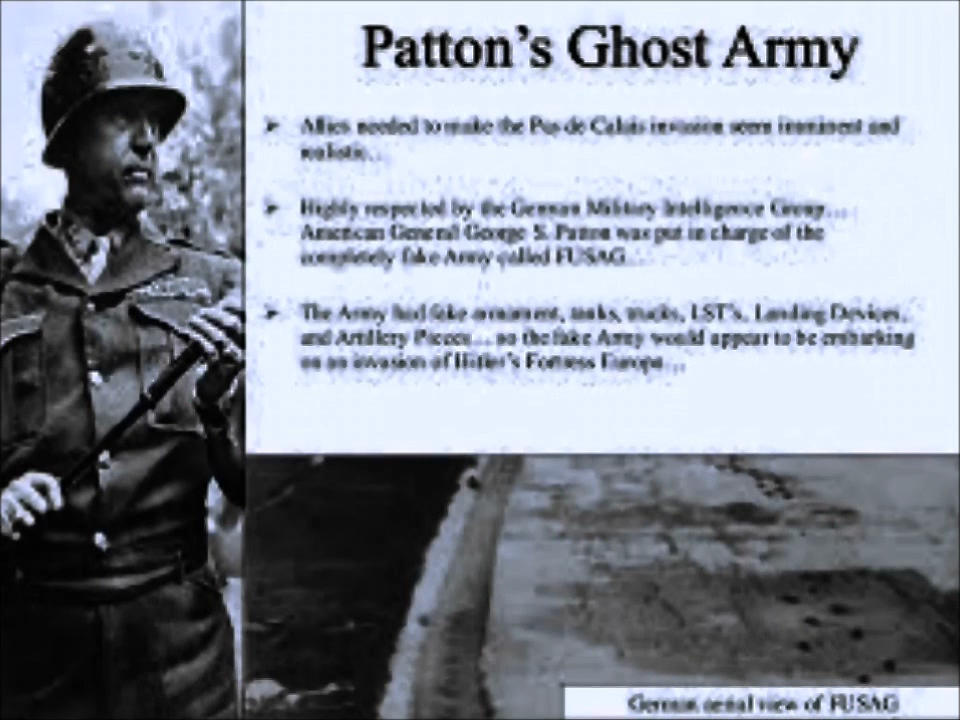 Patton's Ghost Army
➤ Allies needed to make the Pas de Calais invasion seem imminent and
realistic…
➤ Highly respected by the German Military Intelligence Group…
American General George S. Patton was put in charge of the
completely fake Army called FUSAG…
➤ The Army had fake armament, tanks, trucks, LST's, Landing Devices,
and Artillery Pieces… so the fake Army would appear to be embarking
on an invasion of Hitler's Fortress Europe…
German aerial view of FUSAG